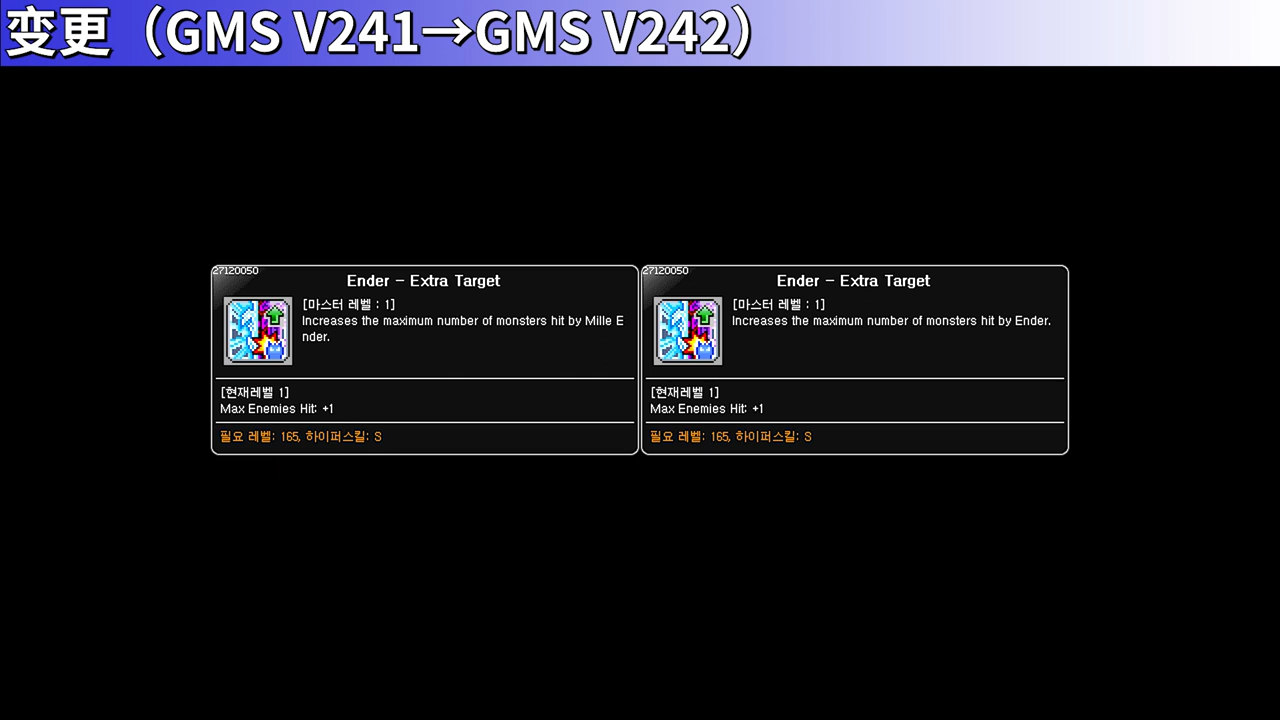 变更（GMS V241→GMS V242）
27120050
Ender - Extra Target
[마스터 레벨 : 1]
Increases the maximum number of monsters hit by Mille E
nder.
[현재레벨 1]
Max Enemies Hit: +1
필요 레벨: 165, 하이퍼스킬: S
27120050
Ender - Extra Target
[마스터 레벨 : 1]
Increases the maximum number of monsters hit by Ender.
[현재레벨 1]
Max Enemies Hit: +1
필요 레벨: 165, 하이퍼스킬: S